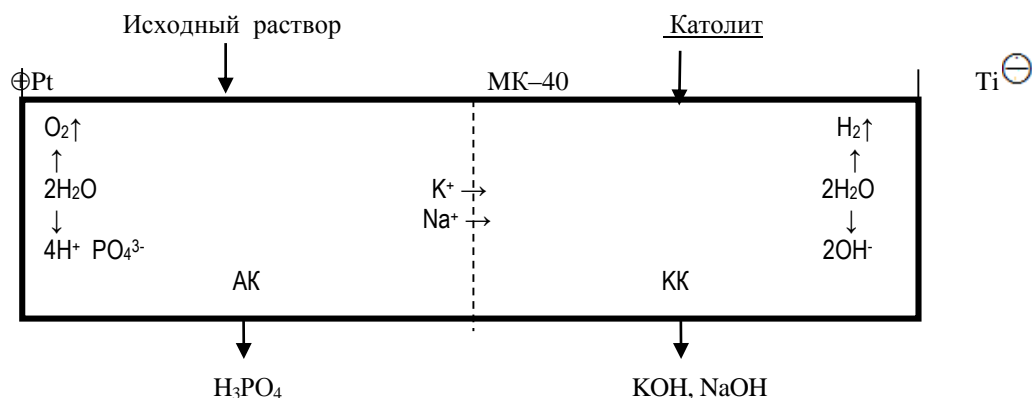 Исходный раствор Католит
⊕Pt МК–40 Ti ⊖
O₂↑ H₂↑
↑ ↑
2H₂O K⁺ → 2H₂O
↓ Na⁺ → ↓
4H⁺ PO₄³⁻ 2OH⁻
АК КК
H₃PO₄ KOH, NaOH